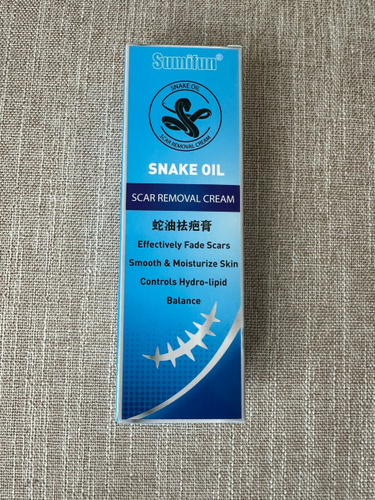 Sumifun®
SNAKE OIL
SCAR REMOVAL CREAM
SNAKE OIL
SCAR REMOVAL CREAM
蛇油祛疤膏
Effectively Fade Scars
Smooth & Moisturize Skin
Controls Hydro-lipid
Balance